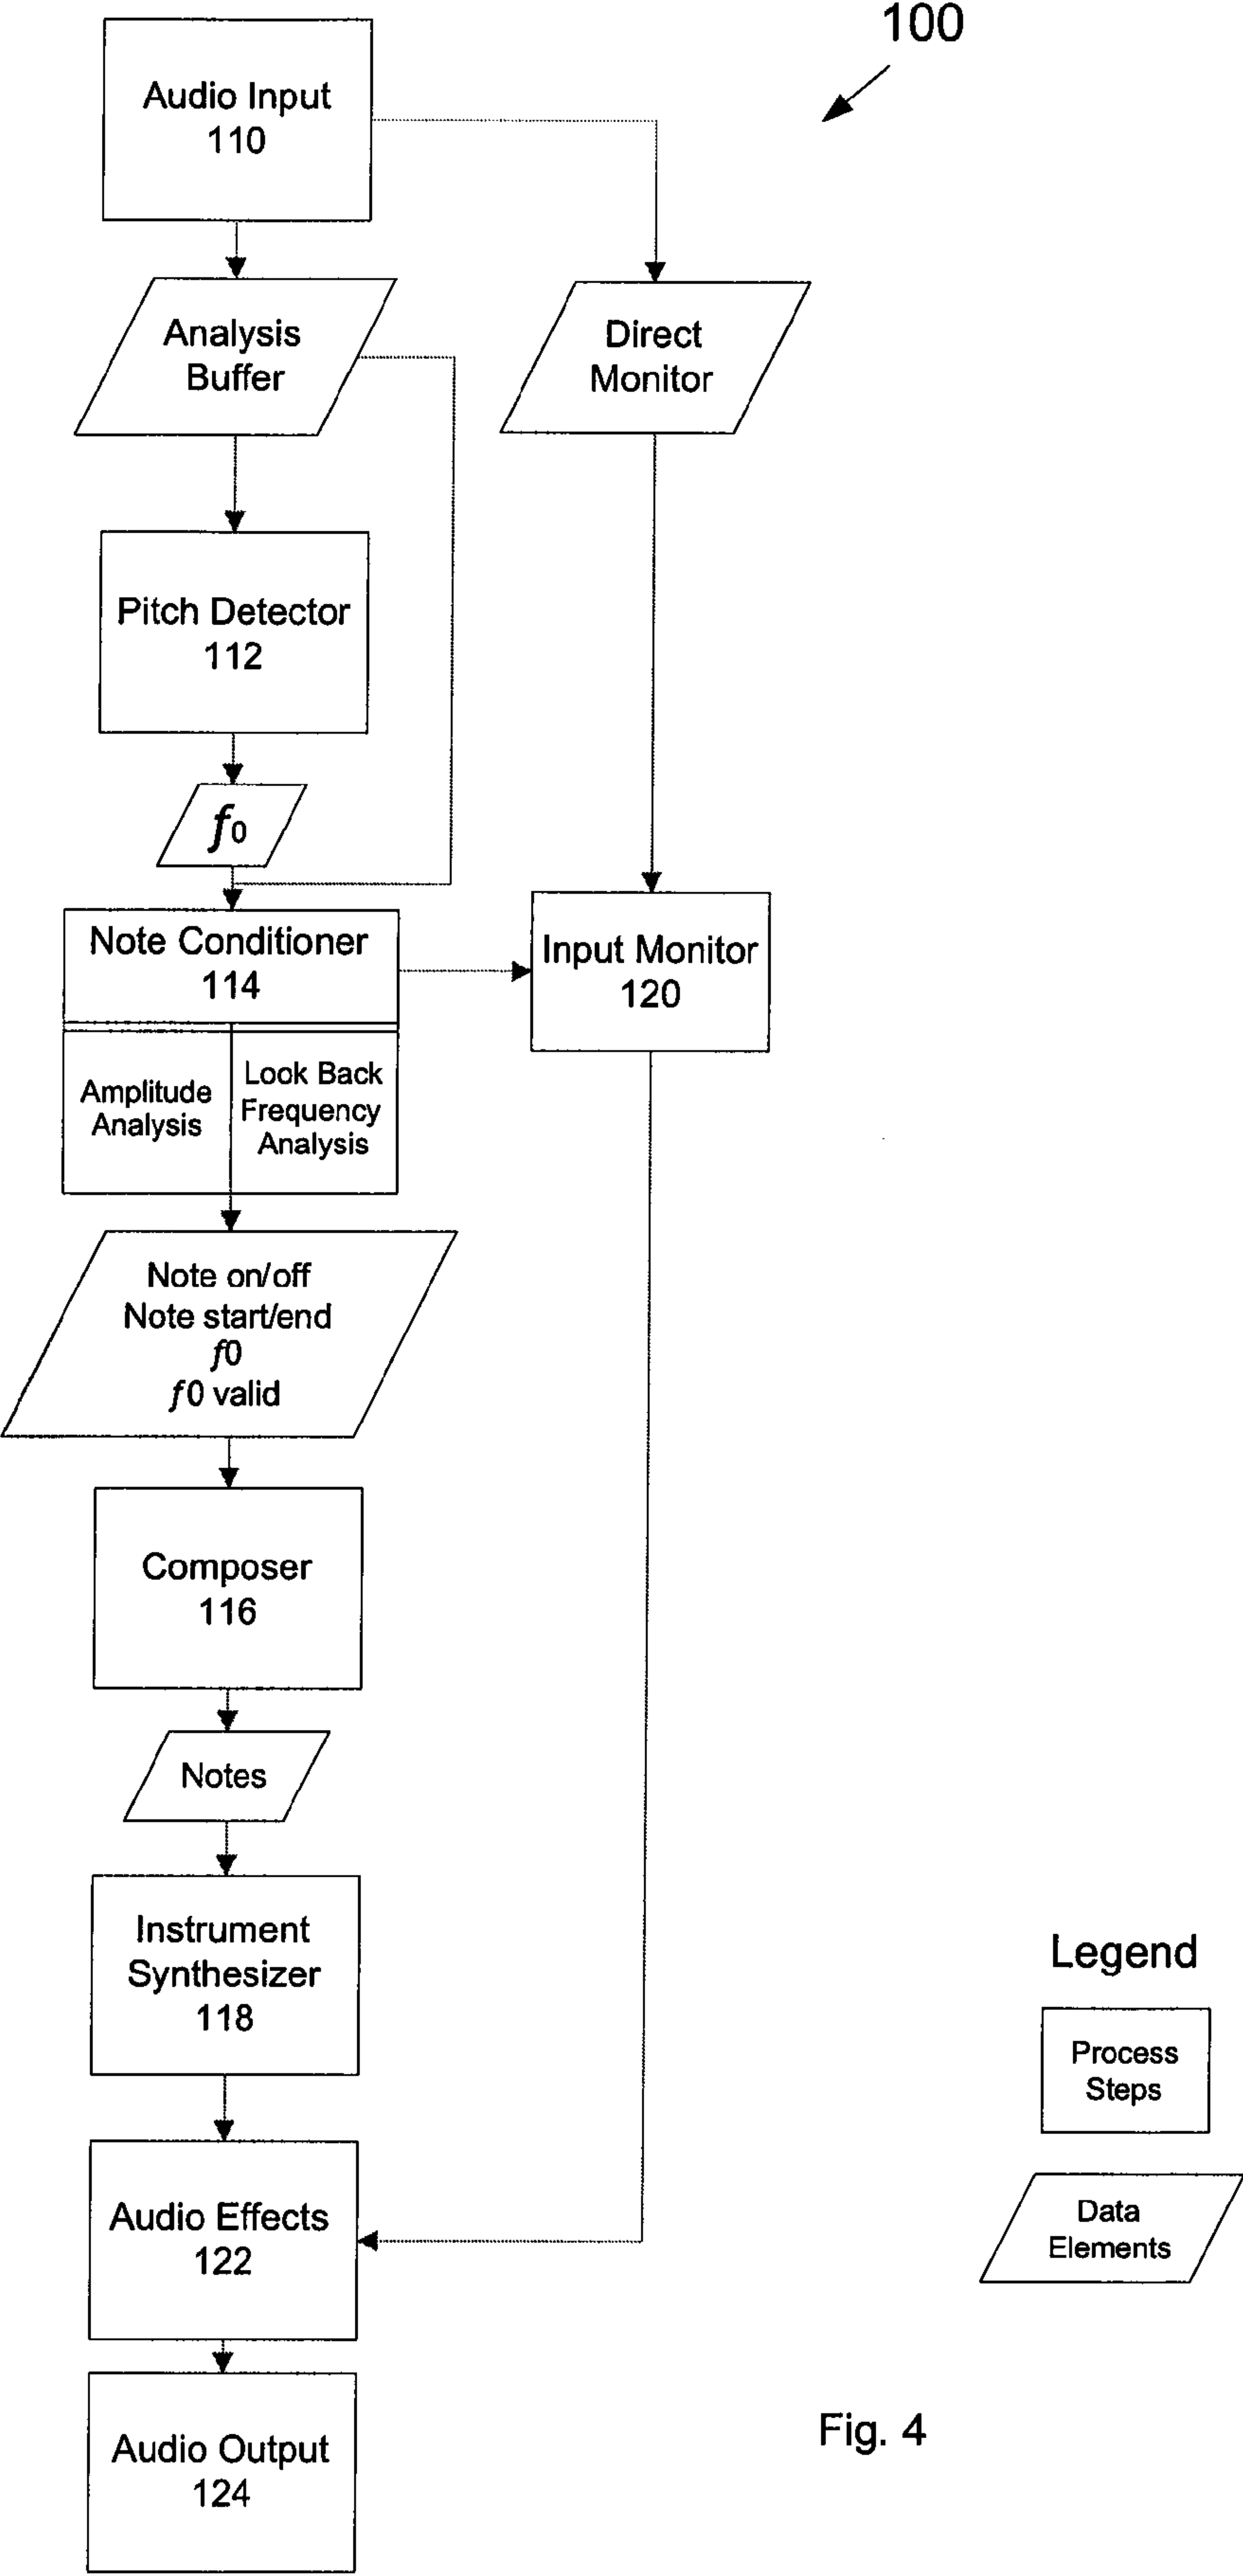 100
Audio Input
110
Analysis
Buffer
Direct
Monitor
Pitch Detector
112
f0
Note Conditioner
114
Input Monitor
120
Amplitude
Analysis
Look Back
Frequency
Analysis
Note on/off
Note start/end
f0
f0 valid
Composer
116
Notes
Instrument
Synthesizer
118
Legend
Process
Steps
Audio Effects
122
Data
Elements
Fig. 4
Audio Output
124